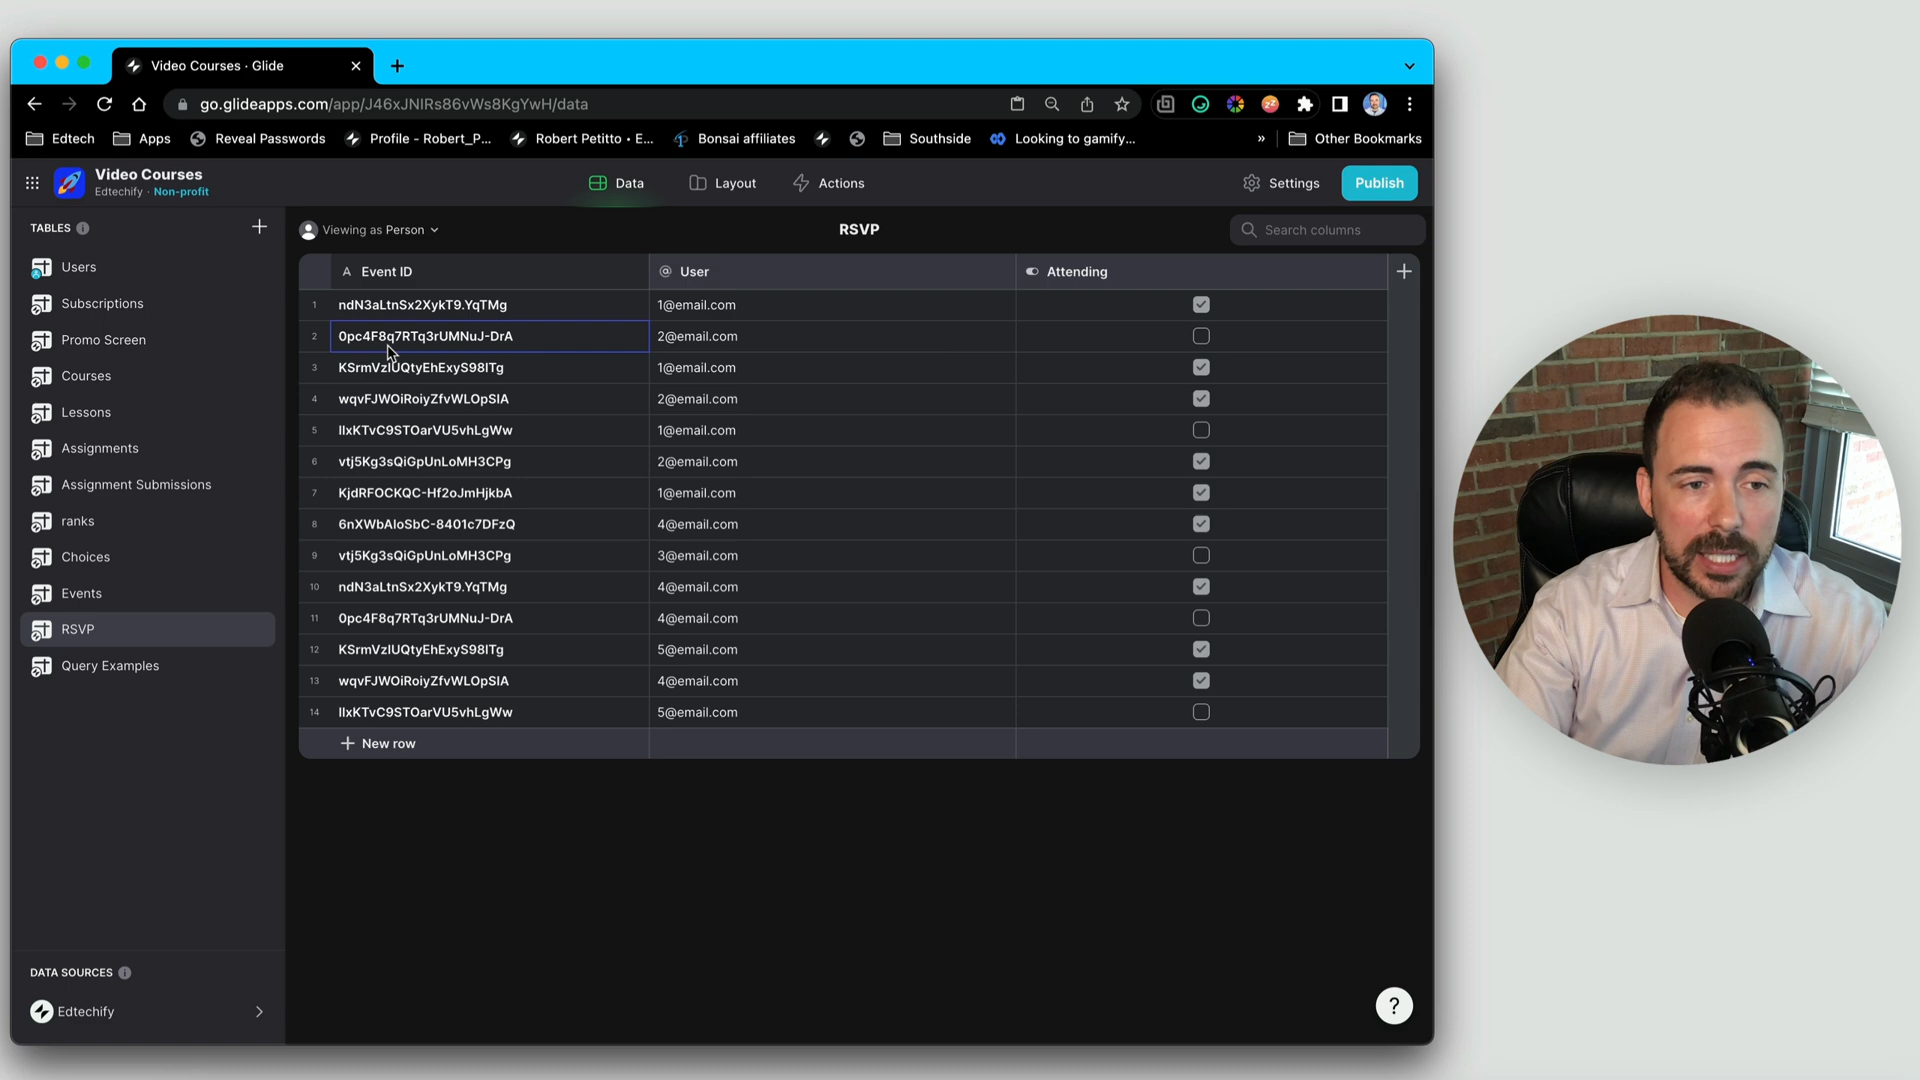 Video Courses · Glide
go.glideapps.com/app/J46xJNIRs86vWs8KgYwH/data
Edtech
Apps
Reveal Passwords
Profile - Robert_P...
Robert Petitto • E...
Bonsai affiliates
Southside
Looking to gamify...
»
Other Bookmarks
Video Courses
Edtechify · Non-profit
Data
Layout
Actions
Settings
Publish
TABLES
Users
Subscriptions
Promo Screen
Courses
Lessons
Assignments
Assignment Submissions
ranks
Choices
Events
RSVP
Query Examples
DATA SOURCES
Edtechify
Viewing as Person
RSVP
Search columns
Event ID User Attending
1 ndN3aLtnSx2XykT9.YqTMg 1@email.com
2 0pc4F8q7RTq3rUMNuJ-DrA 2@email.com
3 KSrmVzIUQtyEhExyS98ITg 1@email.com
4 wqvFJWOiRoiyZfvWLOpSIA 2@email.com
5 IIxKTvC9STOarVU5vhLgWw 1@email.com
6 vtj5Kg3sQiGpUnLoMH3CPg 2@email.com
7 KjdRFOCKQC-Hf2oJmHjkbA 1@email.com
8 6nXWbAIoSbC-8401c7DFzQ 4@email.com
9 vtj5Kg3sQiGpUnLoMH3CPg 3@email.com
10 ndN3aLtnSx2XykT9.YqTMg 4@email.com
11 0pc4F8q7RTq3rUMNuJ-DrA 4@email.com
12 KSrmVzIUQtyEhExyS98ITg 5@email.com
13 wqvFJWOiRoiyZfvWLOpSIA 4@email.com
14 IIxKTvC9STOarVU5vhLgWw 5@email.com
New row
?